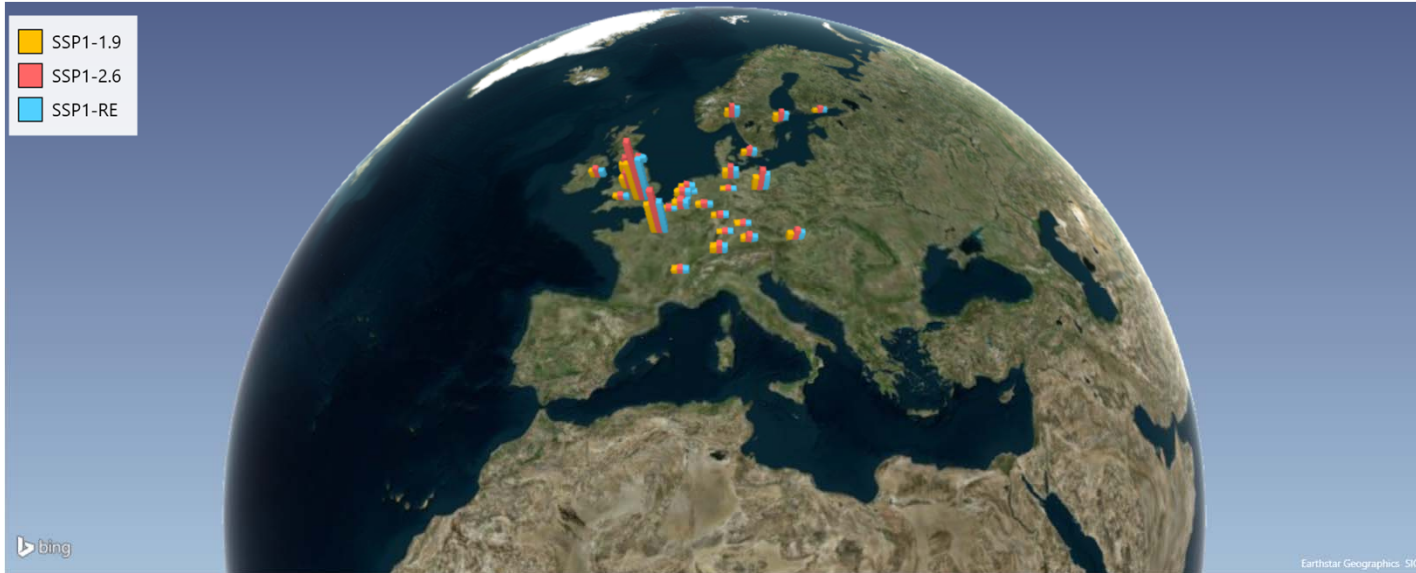 SSP1-1.9
SSP1-2.6
SSP1-RE
bing
Earthstar Geographics